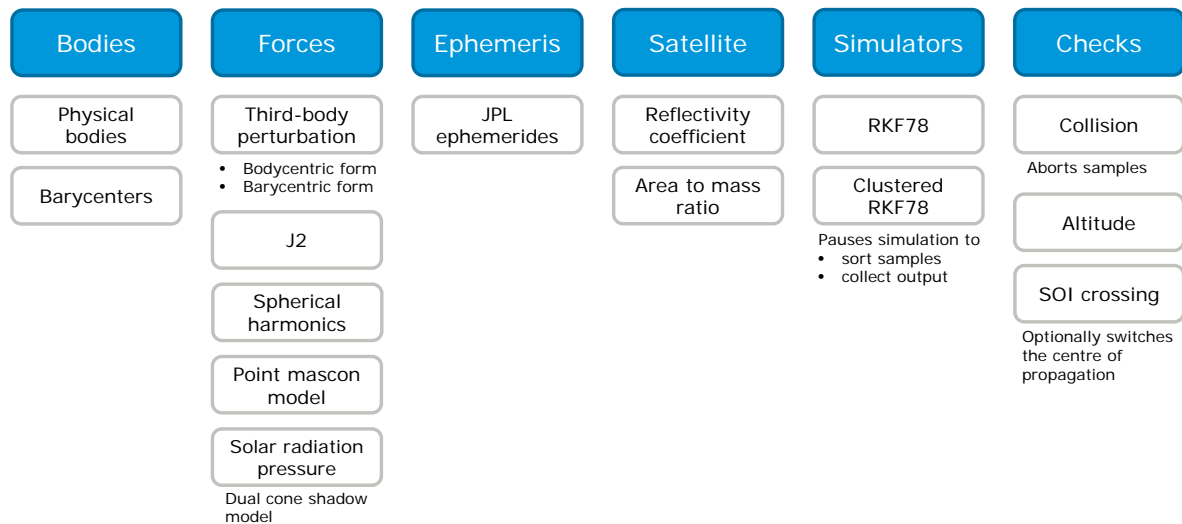 Bodies
Physical
bodies
Barycenters
Forces
Third-body
perturbation
• Bodycentric form
• Barycentric form
J2
Spherical
harmonics
Point mascon
model
Solar radiation
pressure
Dual cone shadow
model
Ephemeris
JPL
ephemerides
Satellite
Reflectivity
coefficient
Area to mass
ratio
Simulators
RKF78
Clustered
RKF78
Pauses simulation to
• sort samples
• collect output
Checks
Collision
Aborts samples
Altitude
SOI crossing
Optionally switches
the centre of
propagation